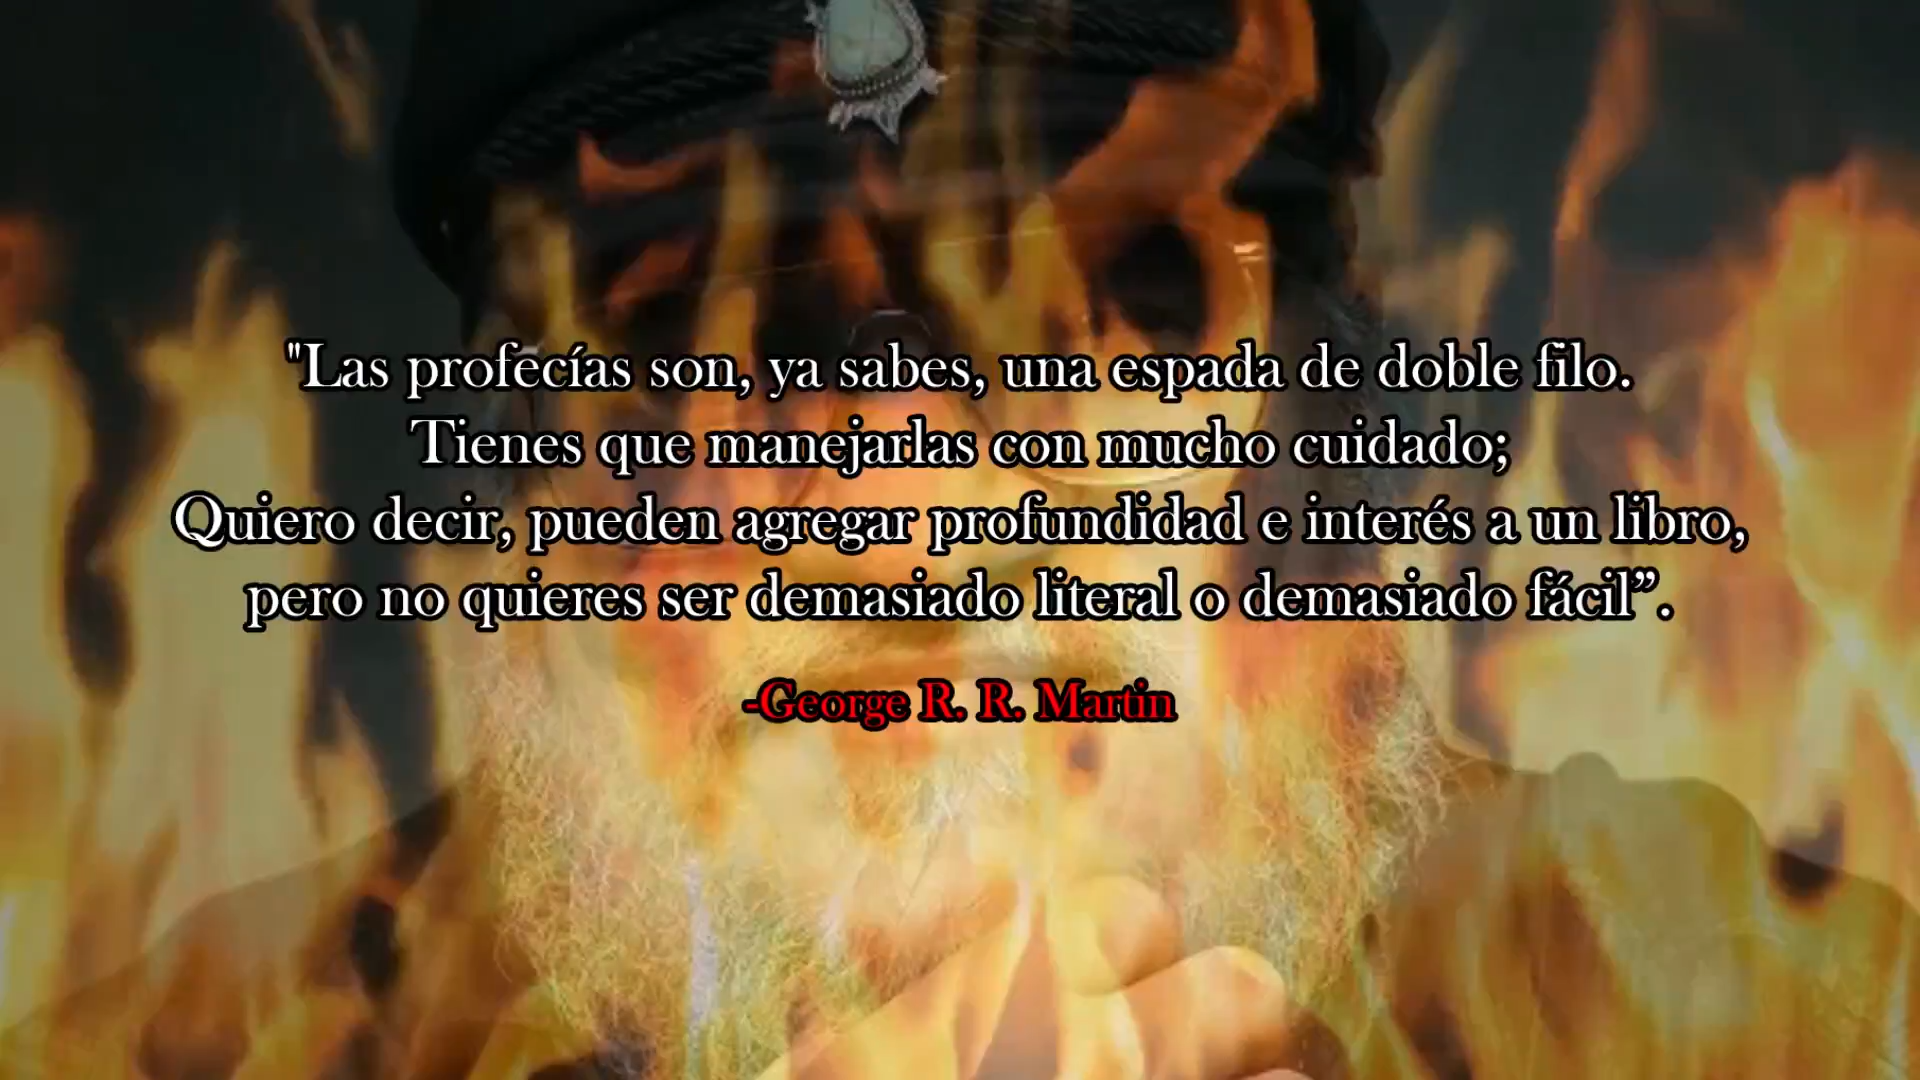 "Las profecías son, ya sabes, una espada de doble filo.
Tienes que manejarlas con mucho cuidado;
Quiero decir, pueden agregar profundidad e interés a un libro,
pero no quieres ser demasiado literal o demasiado fácil”.
-George R. R. Martin